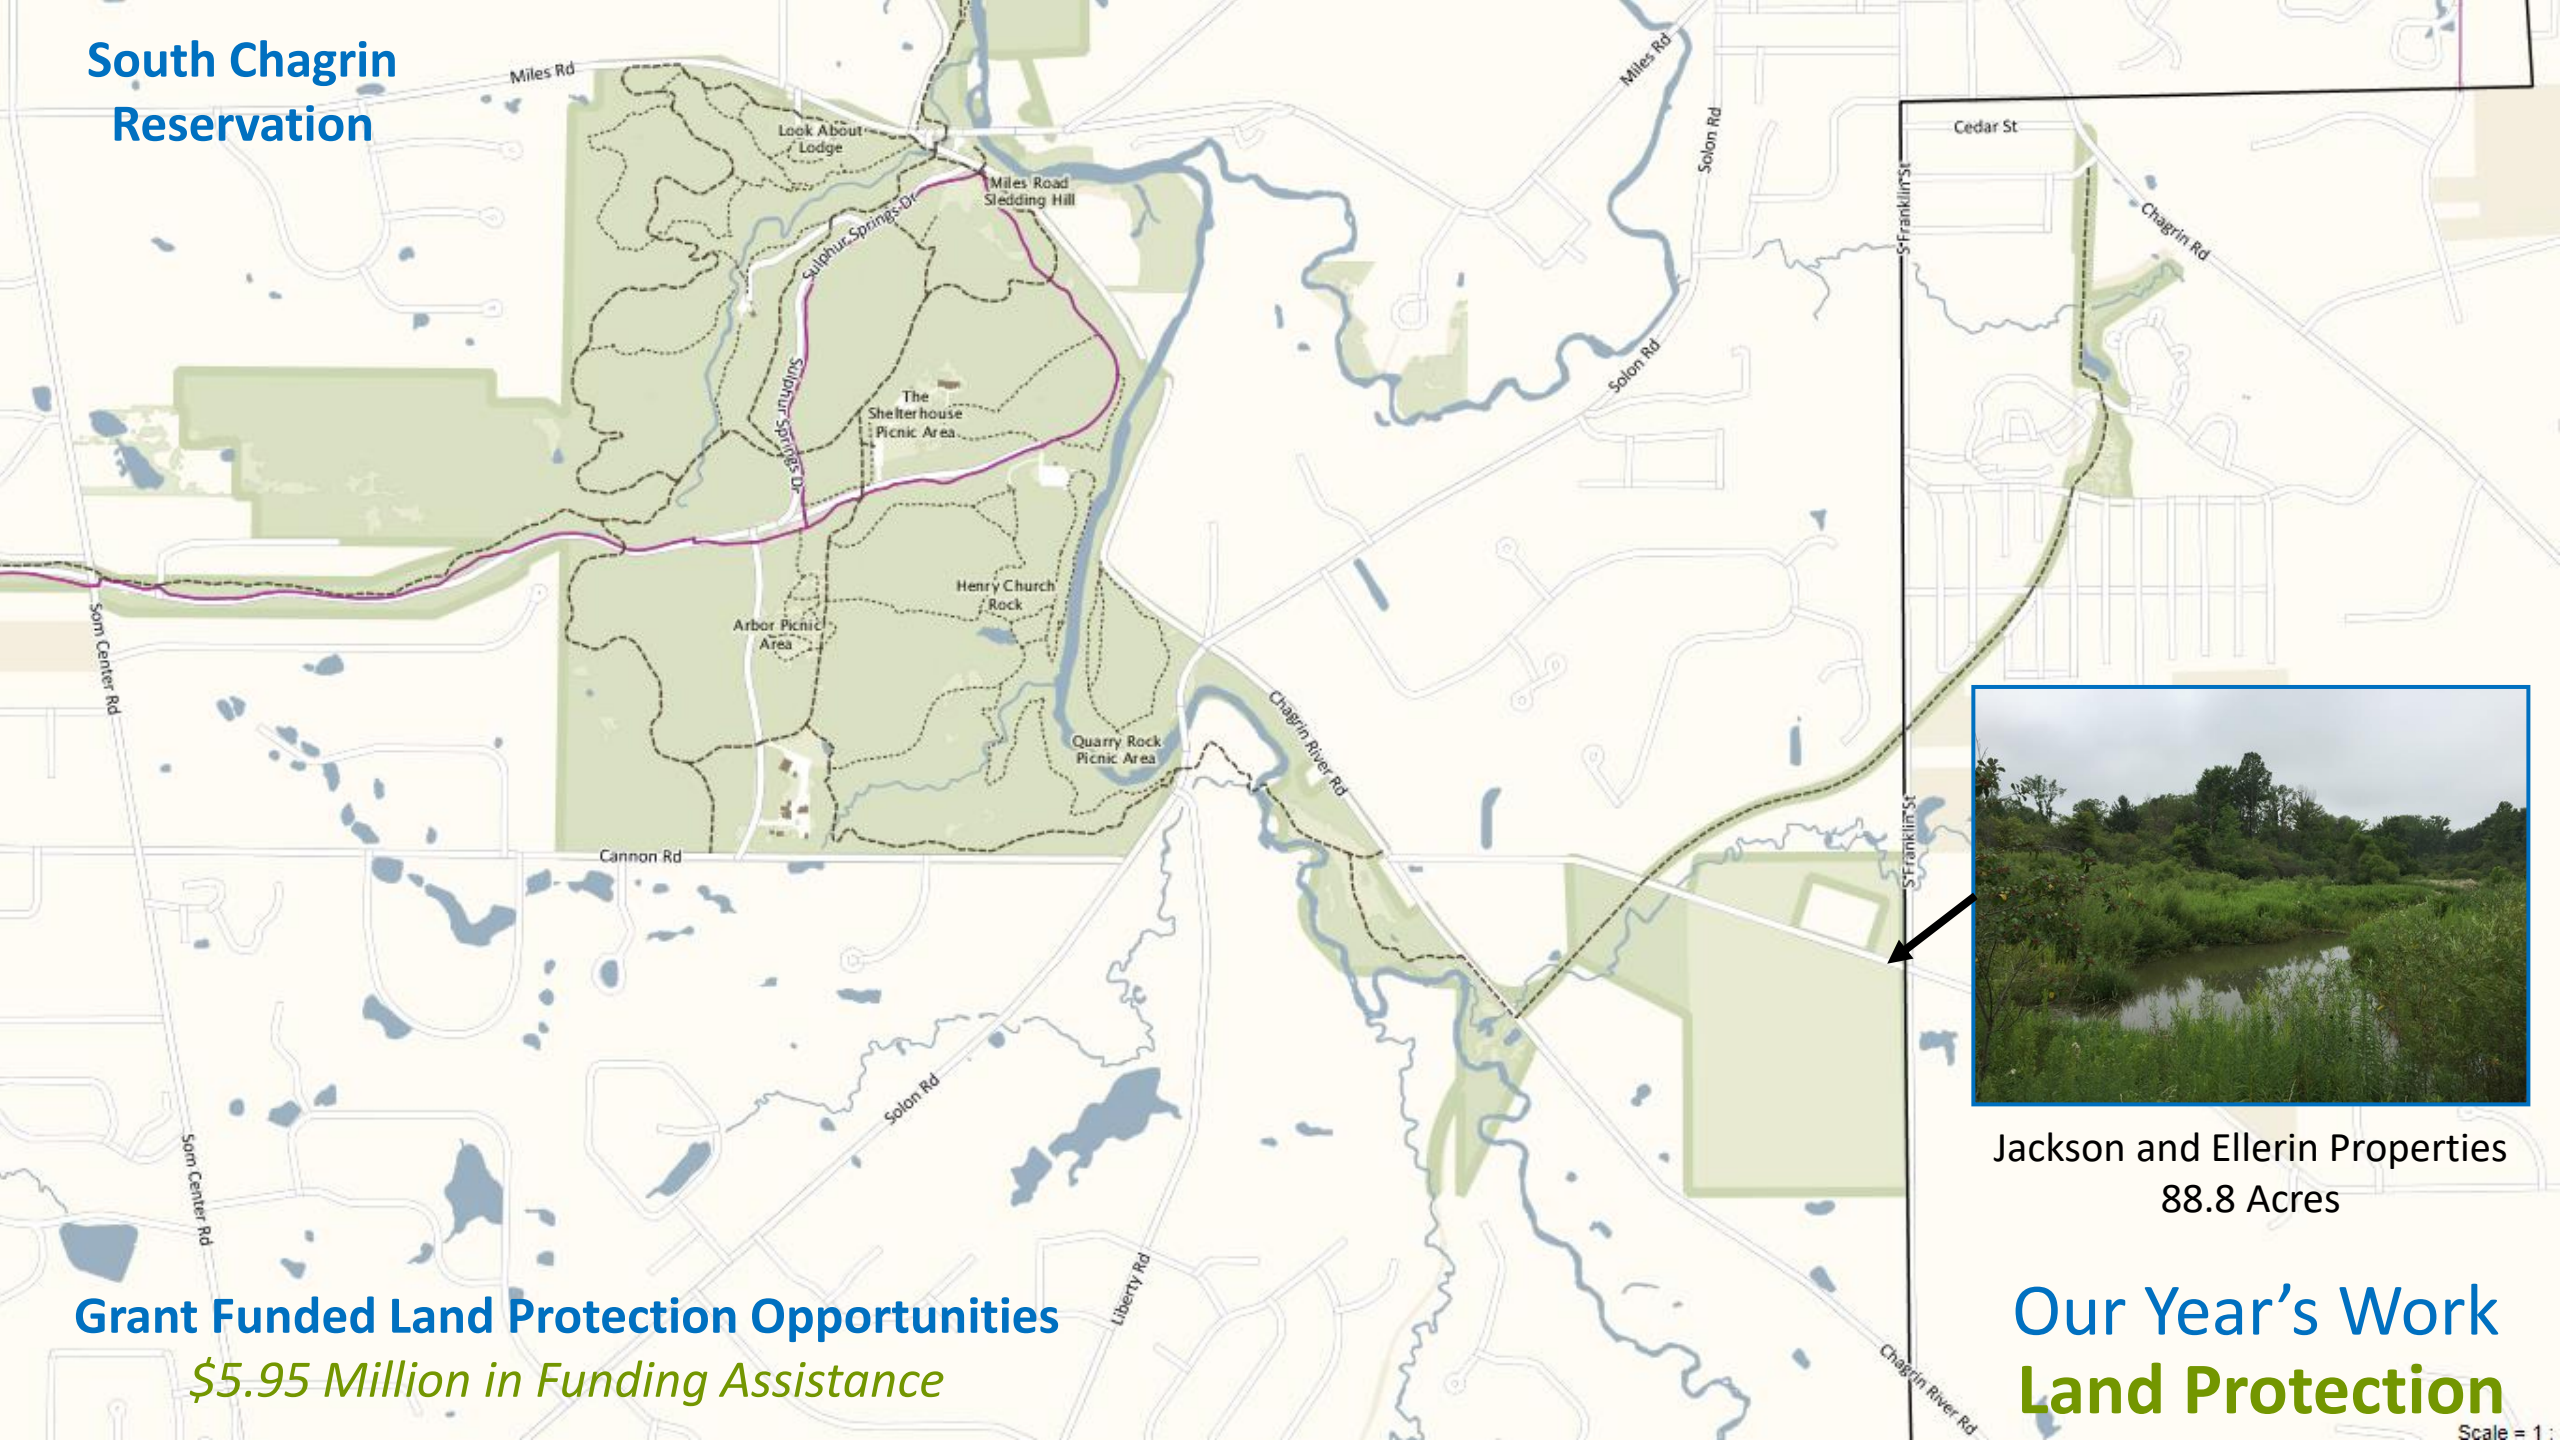 South Chagrin
Reservation
Miles Rd
Miles Rd
Look About
Lodge
Solon Rd
Cedar St
S Franklin St
Miles Road
Sledding Hill
Sulphur Springs Dr
Chagrin Rd
Solon Rd
Sulphur Springs Dr
The
Shelterhouse
Picnic Area
Henry Church
Rock
Arbor Picnic
Area
Som Center Rd
Chagrin River Rd
Quarry Rock
Picnic Area
S Franklin St
Cannon Rd
Solon Rd
Som Center Rd
Jackson and Ellerin Properties
88.8 Acres
Liberty Rd
Grant Funded Land Protection Opportunities
$5.95 Million in Funding Assistance
Chagrin River Rd
Our Year’s Work
Land Protection
Scale = 1 :